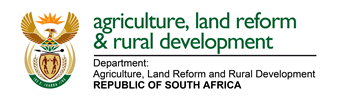 agriculture, land reform
& rural development
Department:
Agriculture, Land Reform and Rural Development
REPUBLIC OF SOUTH AFRICA